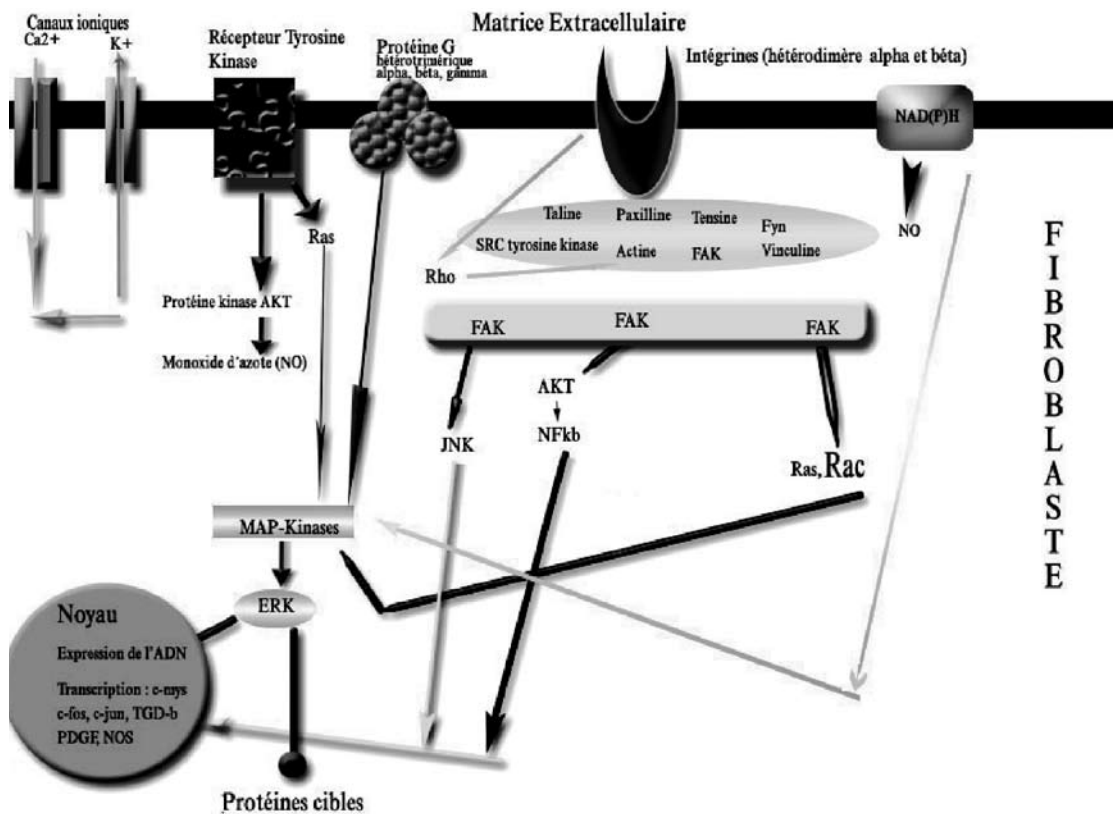 Canaux ioniques
Ca2+
K+
Récepteur Tyrosine
Kinase
Protéine G
hétérotrimérique
alpha, bèta, gamma
Matrice Extracellulaire
Intégrines (hétérodimère alpha et béta)
NAD(P)H
NO
Taline
Paxilline
Tensine
Fyn
SRC tyrosine kinase
Actine
FAK
Vinculine
Rho
Ras
Protéine kinase AKT
Monoxide d'azote (NO)
FAK
FAK
FAK
AKT
NFkb
JNK
Ras, Rac
MAP-Kinases
ERK
Noyau
Expression de l'ADN
Transcription : c-mys
c-fos, c-jun, TGD-b
PDGF, NOS
Protéines cibles
FIBROBLASTE